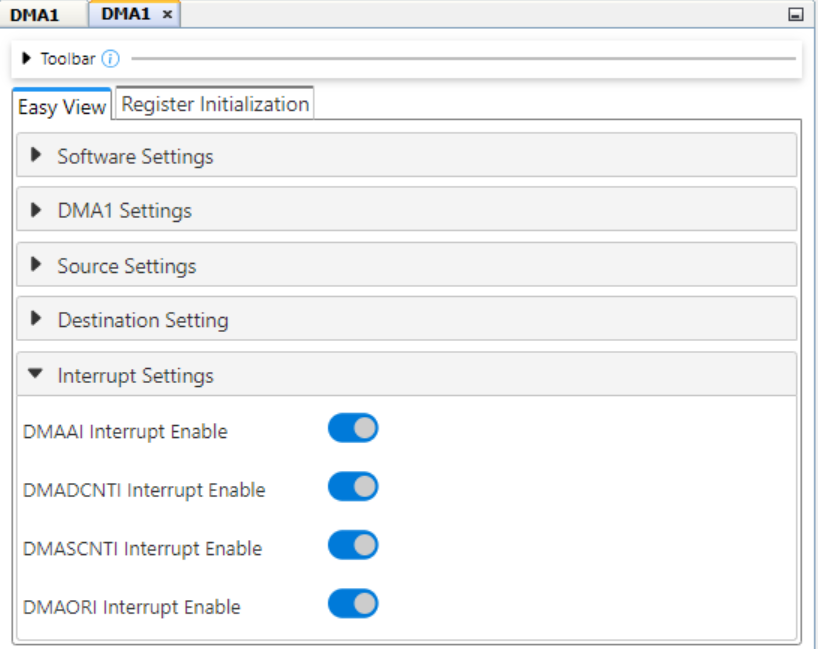 DMA1 DMA1 ×
Toolbar i
Easy View Register Initialization
Software Settings
DMA1 Settings
Source Settings
Destination Setting
Interrupt Settings
DMAAI Interrupt Enable
DMADCNTI Interrupt Enable
DMASCNTI Interrupt Enable
DMAORI Interrupt Enable